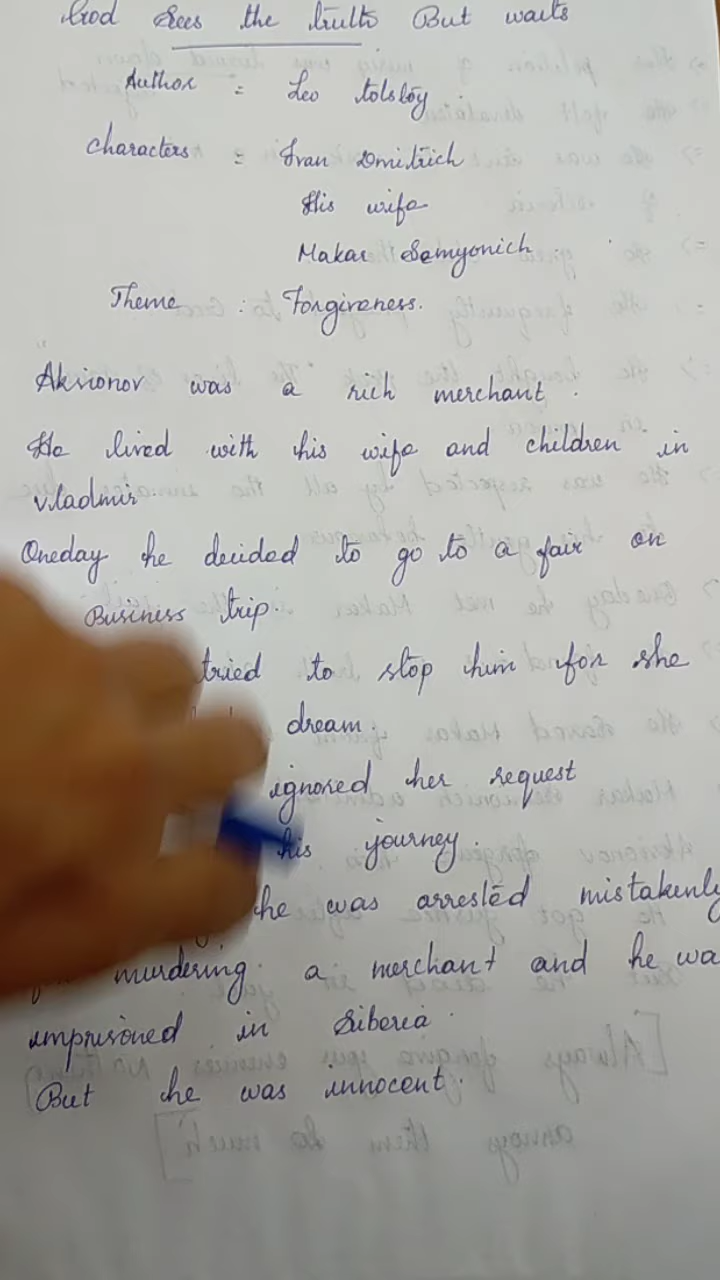 God Sees the truth But waits
Author = Leo tolstoy
characters = Ivan Dmitrich
His wife
Makar Semyonich
Theme : Forgiveness.
Aksionov was a rich merchant.
He lived with his wife and children in
vladmir.
Oneday he decided to go to a fair on
Business trip.
tried to stop him for she
dream.
ignored her request
his journey.
he was arrested mistakenly
murdering a merchant and he wa
imprisoned in Siberia.
But he was innocent.